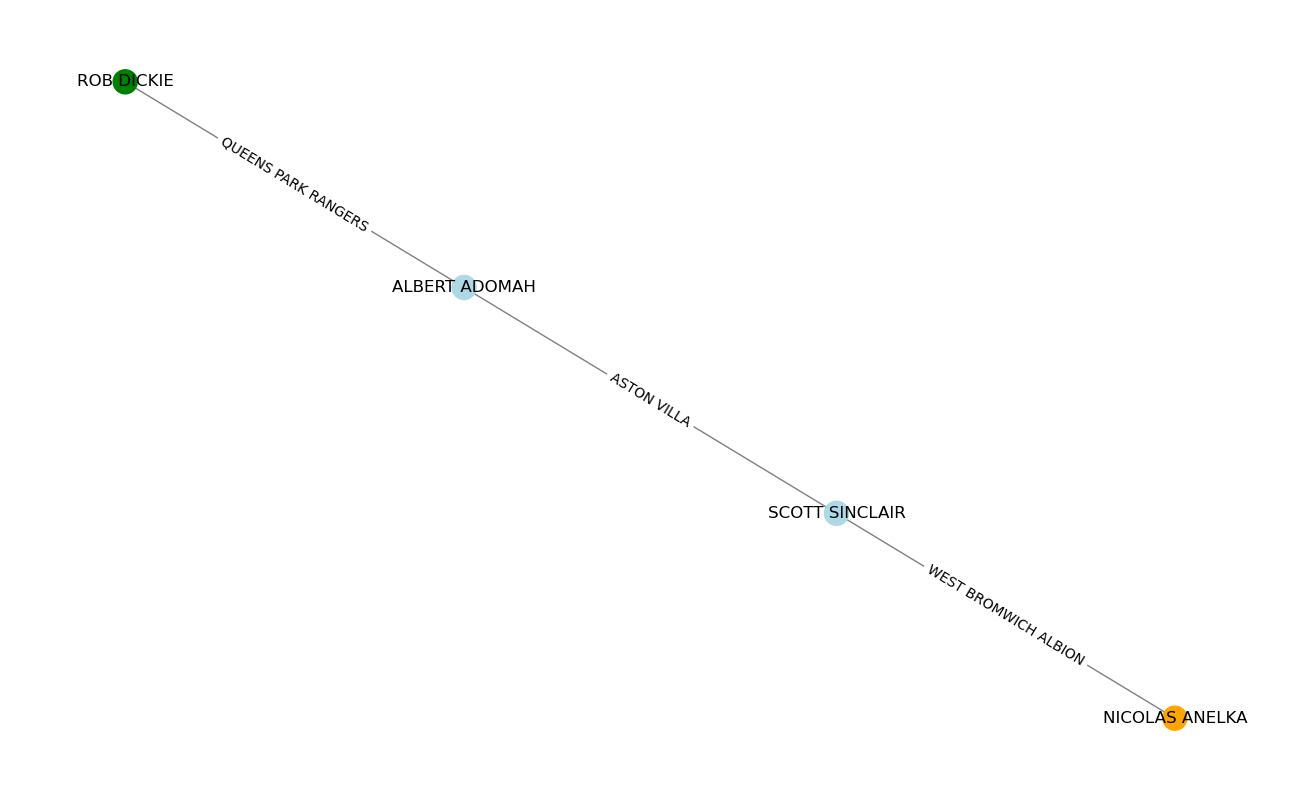 ROB DICKIE
QUEENS PARK RANGERS
ALBERT ADOMAH
ASTON VILLA
SCOTT SINCLAIR
WEST BROMWICH ALBION
NICOLAS ANELKA